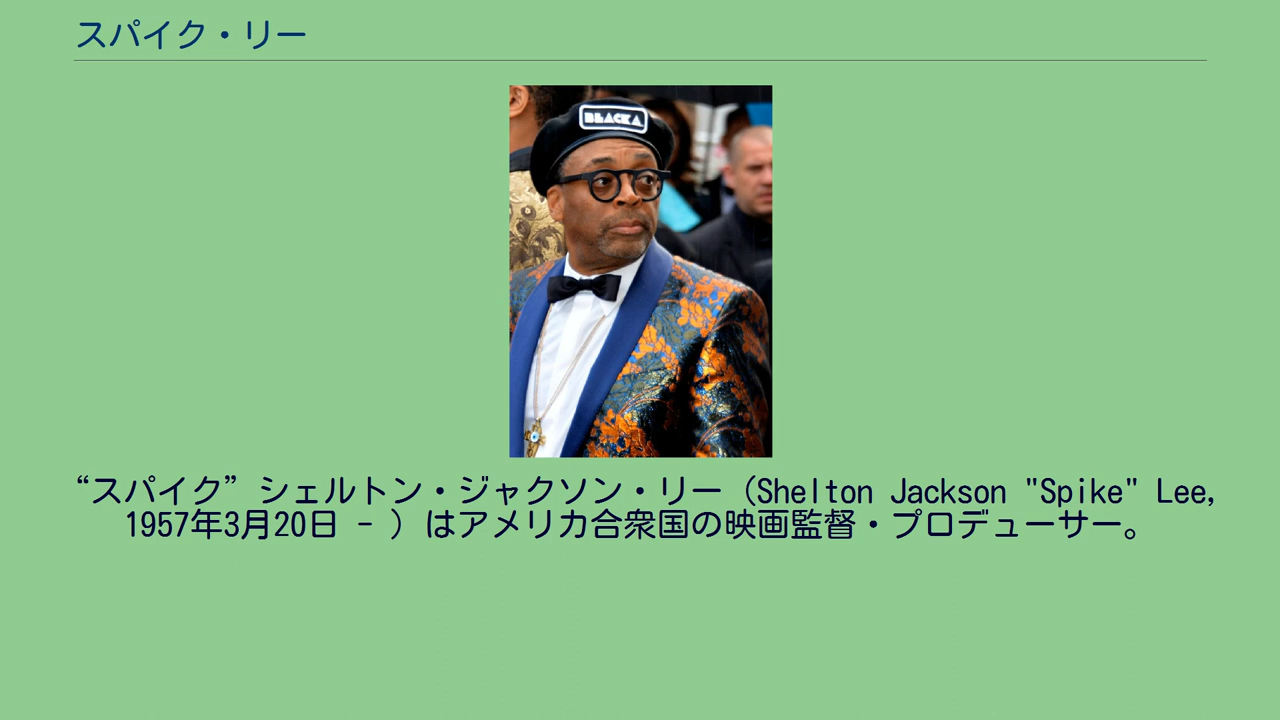 スパイク・リー
BLACKA
“スパイク”シェルトン・ジャクソン・リー（Shelton Jackson "Spike" Lee,
1957年3月20日 - ）はアメリカ合衆国の映画監督・プロデューサー。